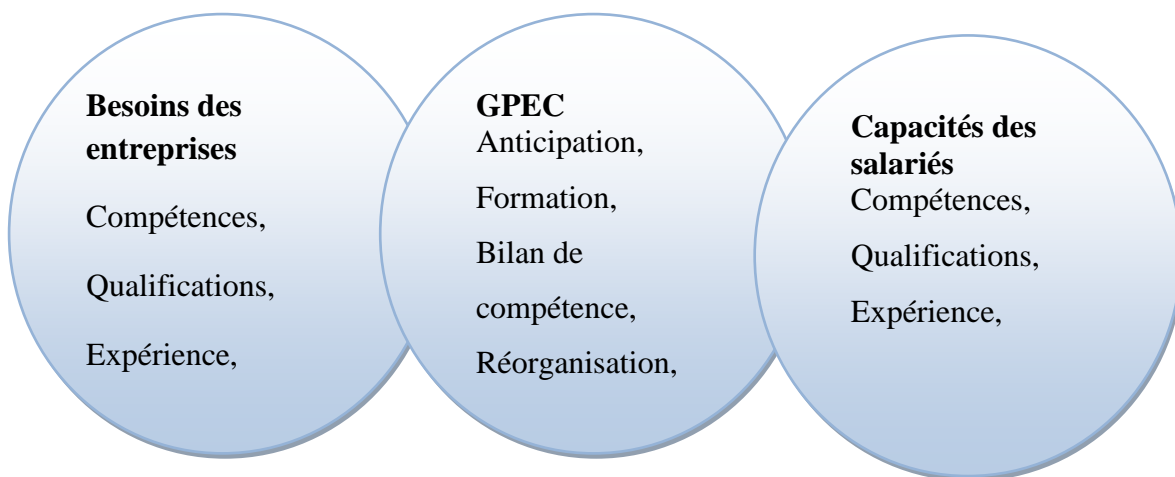 Besoins des
entreprises
Compétences,
Qualifications,
Expérience,
GPEC
Anticipation,
Formation,
Bilan de
compétence,
Réorganisation,
Capacités des
salariés
Compétences,
Qualifications,
Expérience,